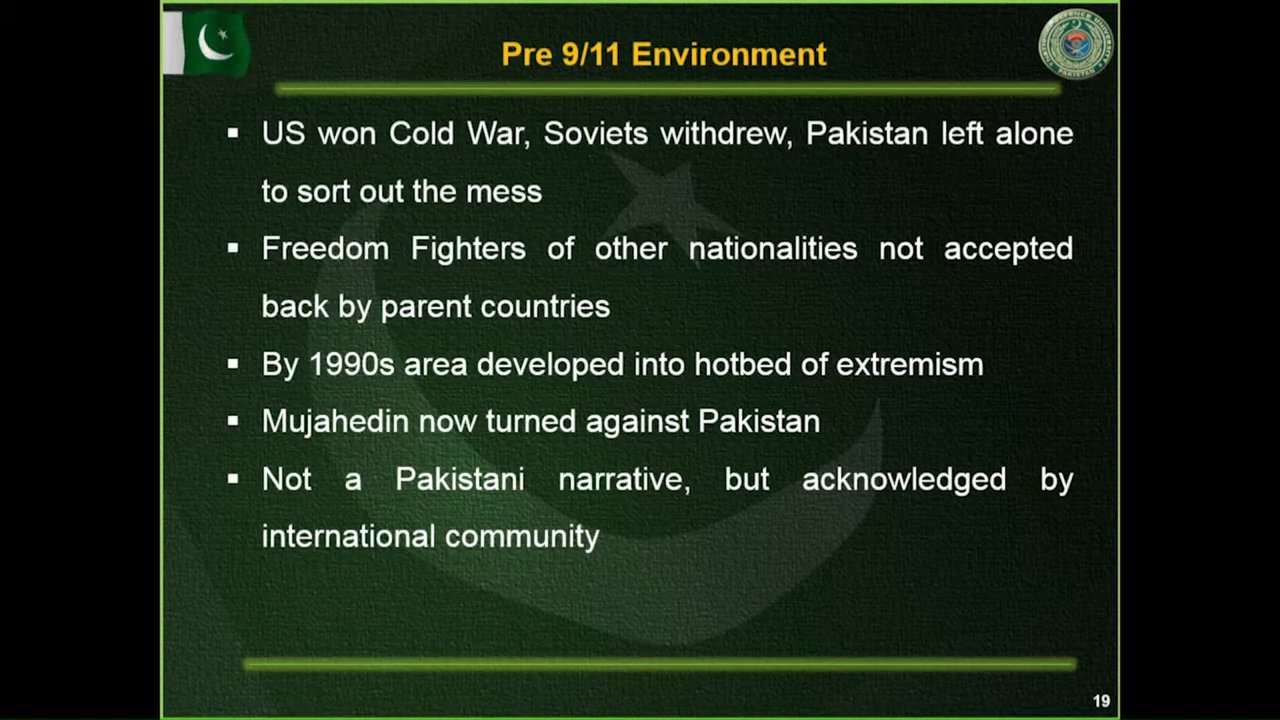 Pre 9/11 Environment
▪ US won Cold War, Soviets withdrew, Pakistan left alone
to sort out the mess
▪ Freedom Fighters of other nationalities not accepted
back by parent countries
▪ By 1990s area developed into hotbed of extremism
▪ Mujahedin now turned against Pakistan
▪ Not a Pakistani narrative, but acknowledged by
international community
19